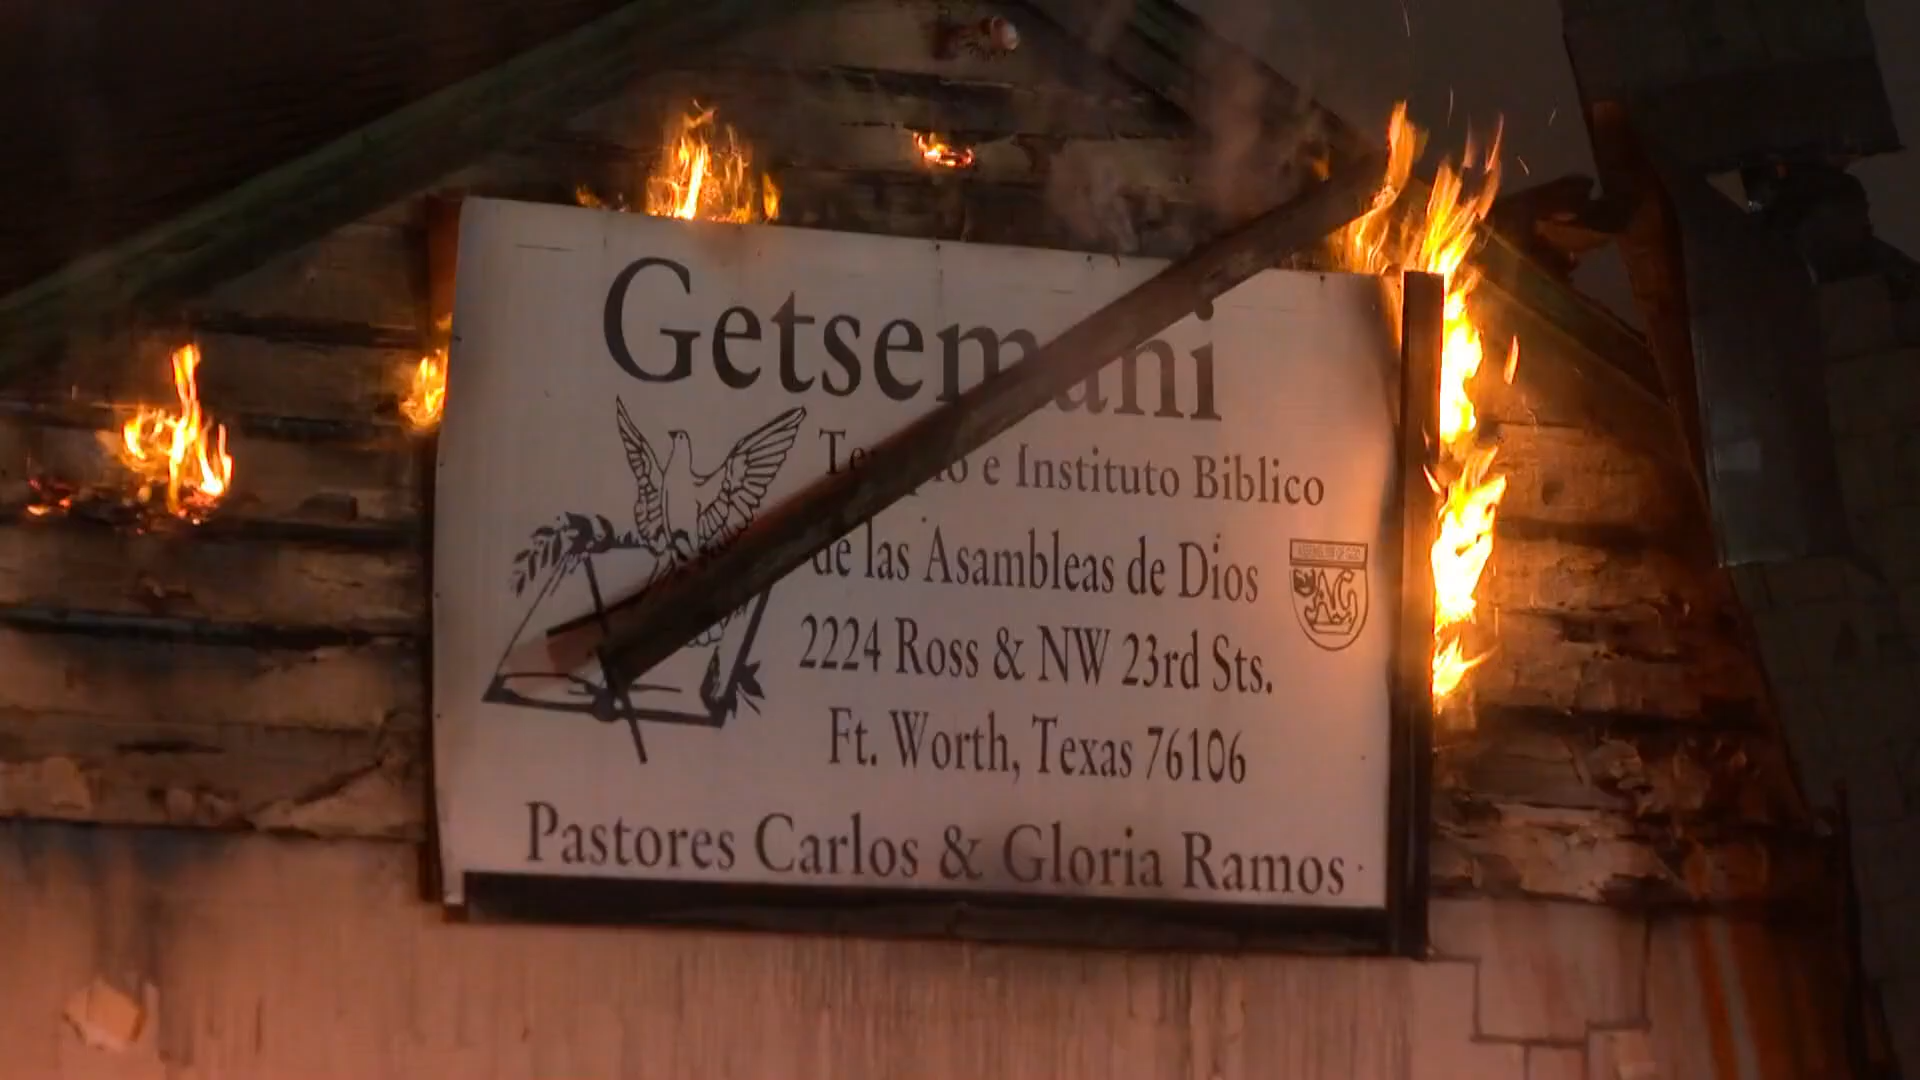 Getsemani
e Instituto Biblico
de las Asambleas de Dios
2224 Ross & NW 23rd Sts.
Ft. Worth, Texas 76106
Pastores Carlos & Gloria Ramos